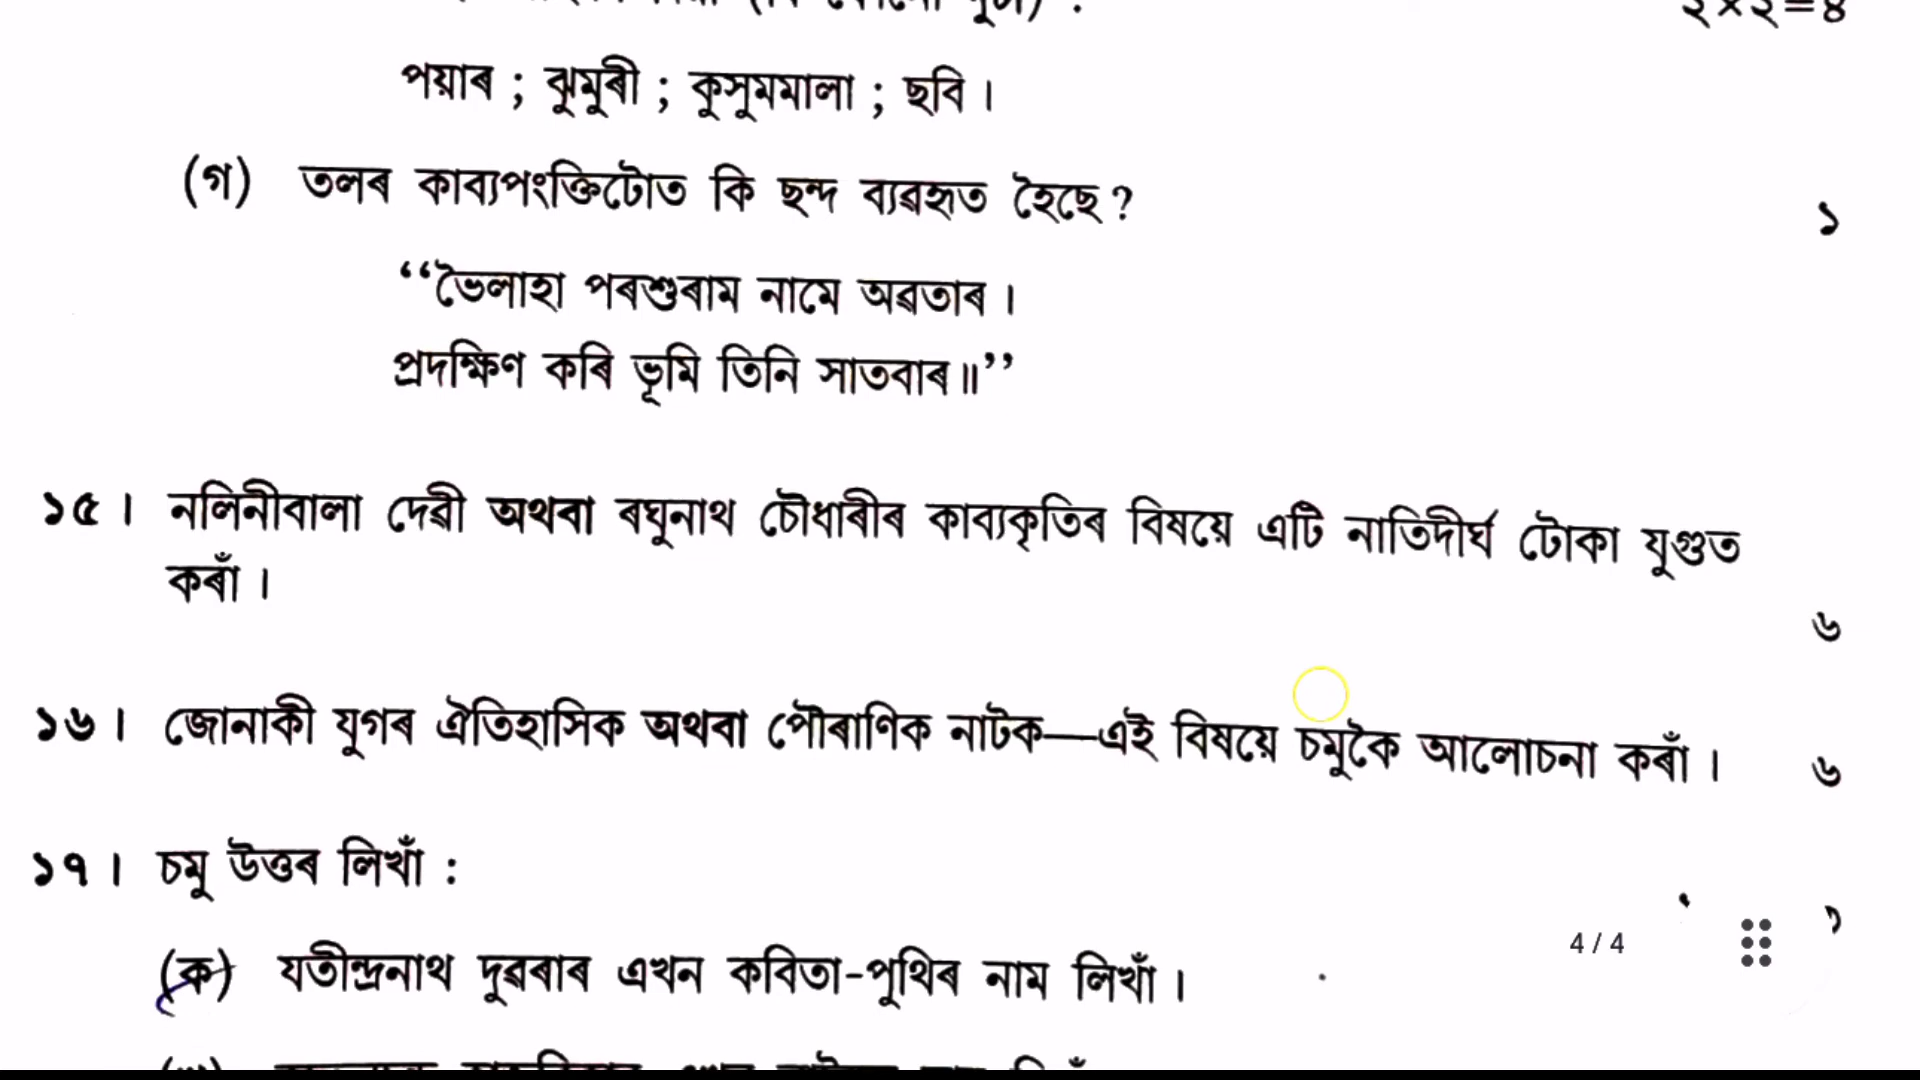 ২×২=৪
পয়াৰ ; ঝুমুৰী ; কুসুমমালা ; ছবি ।
(গ) তলৰ কাব্যপংক্তিটোত কি ছন্দ ব্যৱহৃত হৈছে ?
১
“ভৈলাহা পৰশুৰাম নামে অৱতাৰ ।
প্ৰদক্ষিণ কৰি ভূমি তিনি সাতবাৰ ॥”
১৫ । নলিনীবালা দেৱী অথবা ৰঘুনাথ চৌধাৰীৰ কাব্যকৃতিৰ বিষয়ে এটি নাতিদীৰ্ঘ টোকা যুগুত
কৰাঁ ।
৬
১৬ । জোনাকী যুগৰ ঐতিহাসিক অথবা পৌৰাণিক নাটক—এই বিষয়ে চমুকৈ আলোচনা কৰাঁ । ৬
১৭ । চমু উত্তৰ লিখাঁ :
4 / 4
(ক) যতীন্দ্ৰনাথ দুৱৰাৰ এখন কবিতা-পুথিৰ নাম লিখাঁ ।